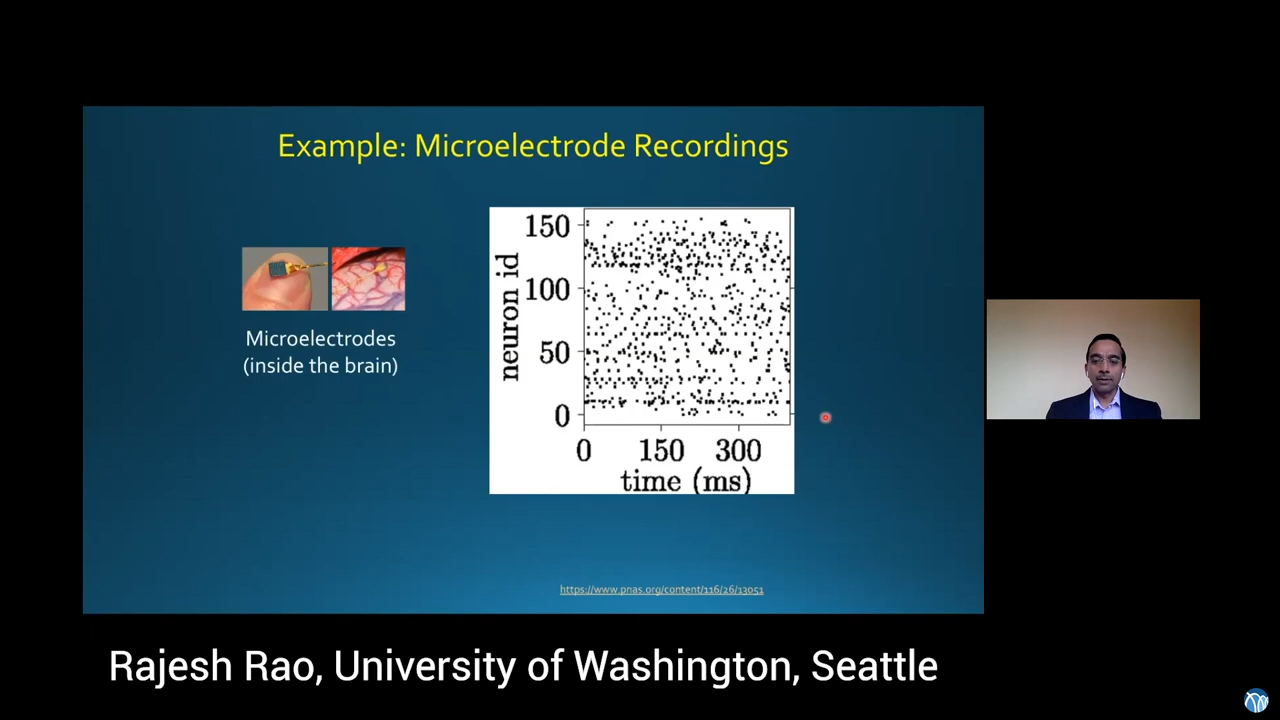 Example: Microelectrode Recordings
Microelectrodes
(inside the brain)
150
100
50
0
neuron id
0 150 300
time (ms)
https://www.pnas.org/content/116/26/13051
Rajesh Rao, University of Washington, Seattle